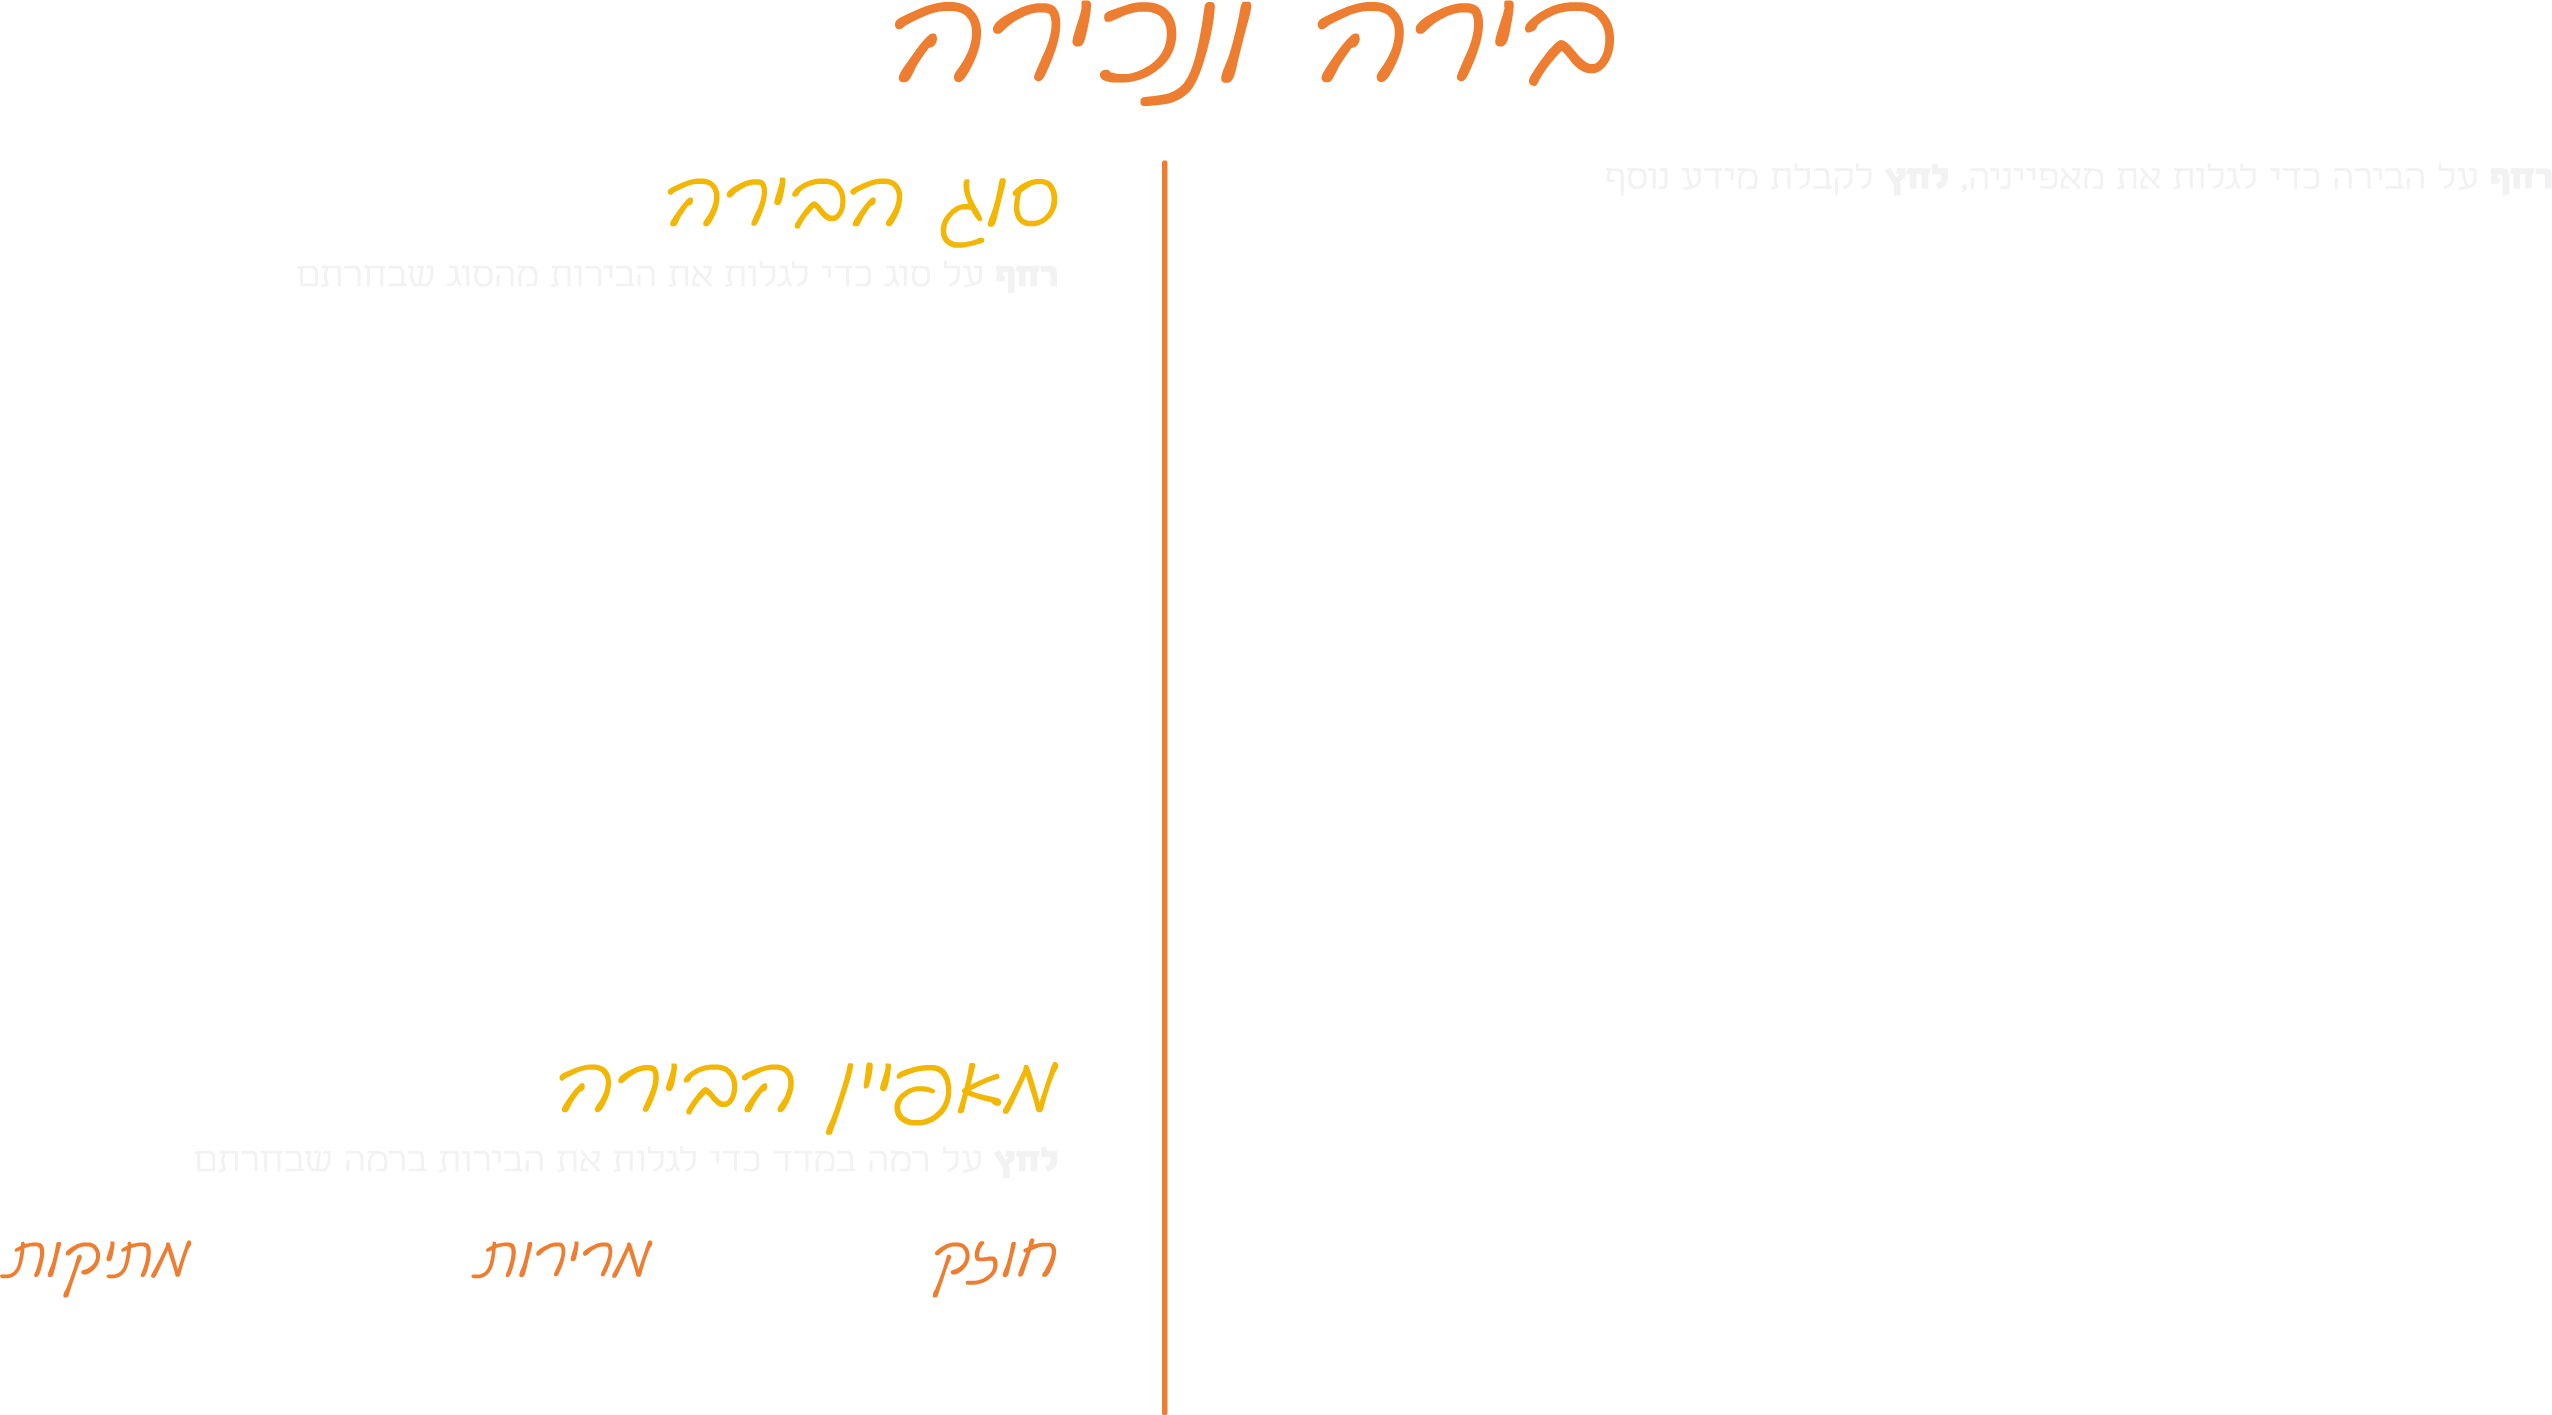 בירה ונכירה
רחף על הבירה כדי לגלות את מאפייניה, לחץ לקבלת מידע נוסף
סוג הבירה
רחף על סוג כדי לגלות את הבירות מהסוג שבחרתם
מאפיין הבירה
לחץ על רמה במדד כדי לגלות את הבירות ברמה שבחרתם
חוזק
מרירות
מתיקות